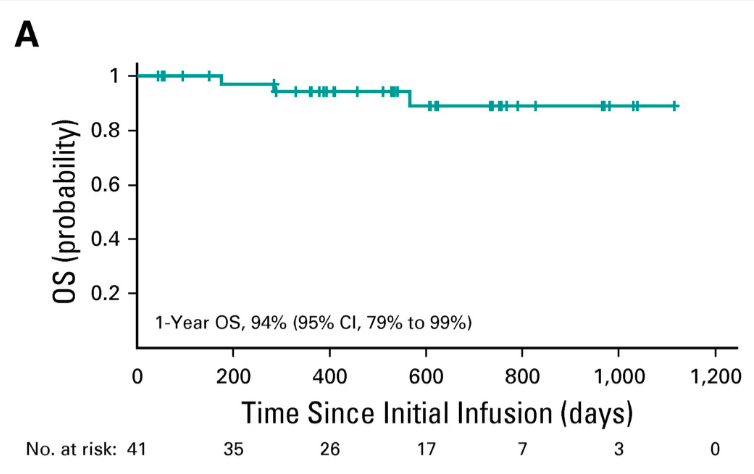 A
1
0.8
0.6
0.4
0.2
OS (probability)
1-Year OS, 94% (95% CI, 79% to 99%)
0 200 400 600 800 1,000 1,200
Time Since Initial Infusion (days)
No. at risk: 41 35 26 17 7 3 0